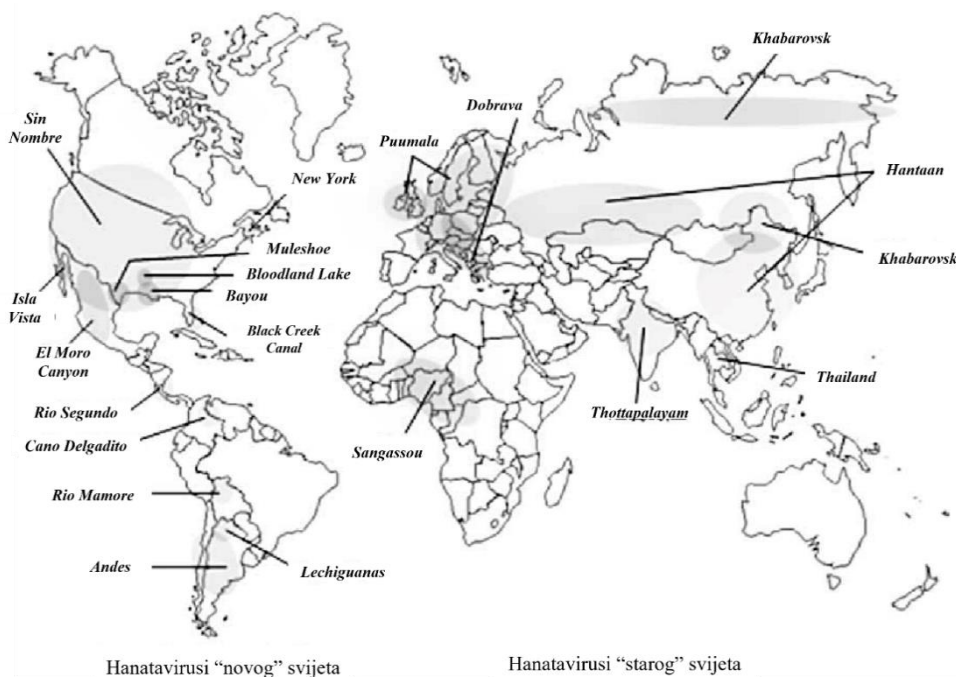 Khabarovsk
Sin
Nombre
Dobrava
Puumala
New York
Hantaan
Muleshoe
Khabarovsk
Bloodland Lake
Isla
Vista
Bayou
Black Creek
Canal
El Moro
Canyon
Thailand
Rio Segundo
Thottapalayam
Cano Delgadito
Sangassou
Rio Mamore
Andes
Lechiguanas
Hanatavirusi “novog” svijeta
Hanatavirusi “starog” svijeta